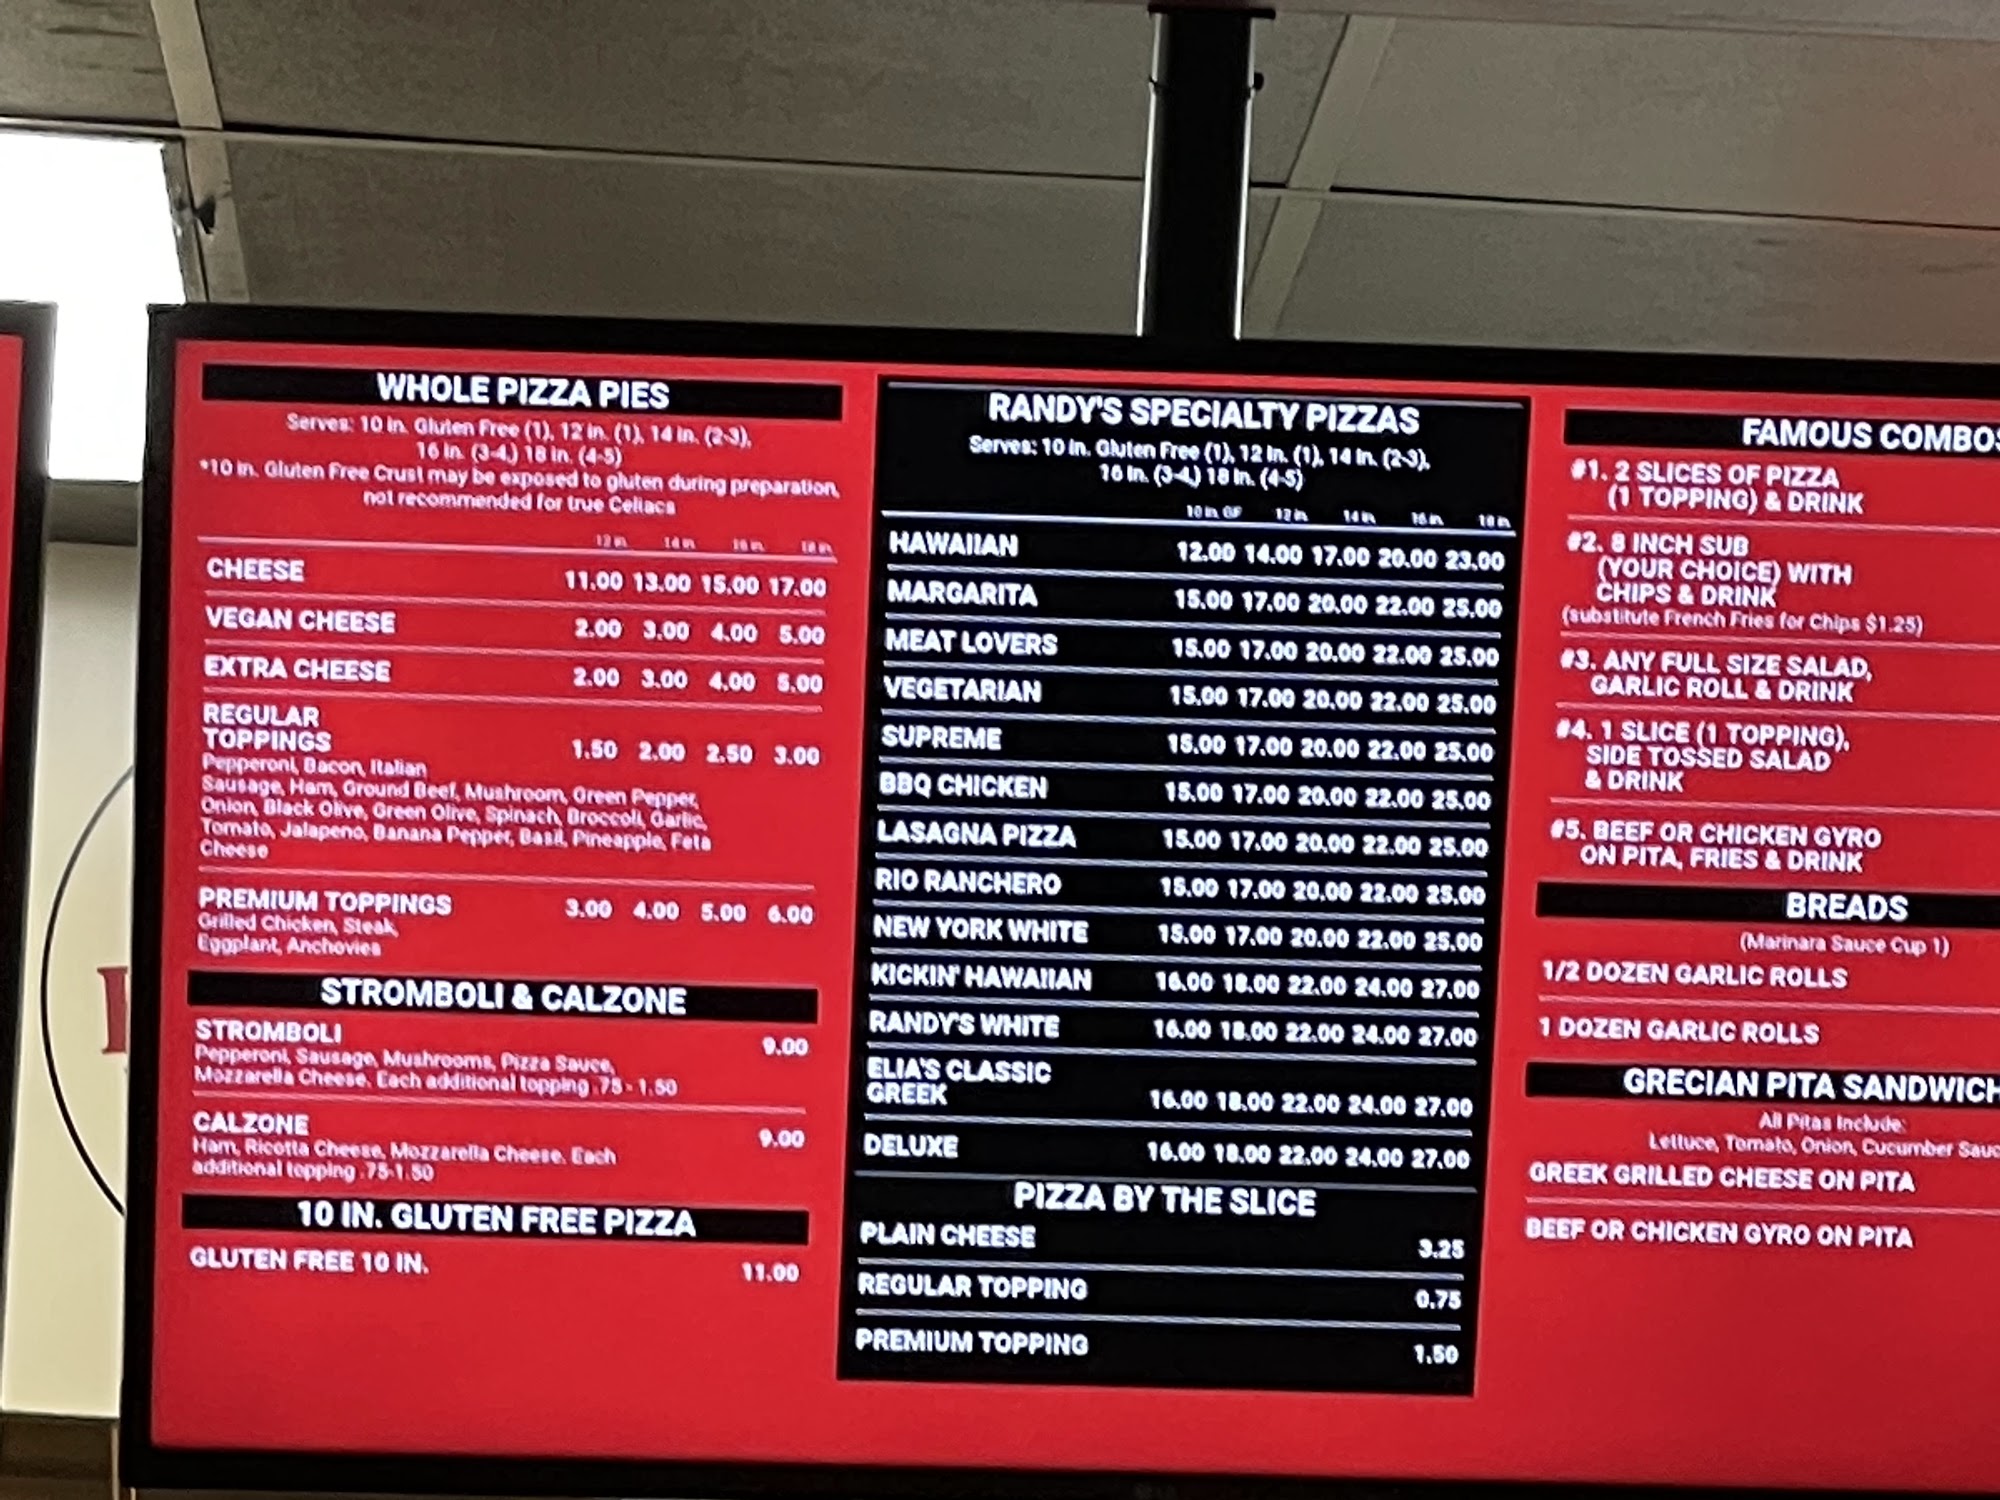 WHOLE PIZZA PIES
Serves: 10 in. Gluten Free (1), 12 in. (1), 14 in. (2-3),
16 in. (3-4,) 18 in. (4-5)
*10 in. Gluten Free Crust may be exposed to gluten during preparation,
not recommended for true Celiacs
12 in. 14 in. 16 in. 18 in.
CHEESE 11.00 13.00 15.00 17.00
VEGAN CHEESE 2.00 3.00 4.00 5.00
EXTRA CHEESE 2.00 3.00 4.00 5.00
REGULAR
TOPPINGS 1.50 2.00 2.50 3.00
Pepperoni, Bacon, Italian
Sausage, Ham, Ground Beef, Mushroom, Green Pepper,
Onion, Black Olive, Green Olive, Spinach, Broccoli, Garlic,
Tomato, Jalapeno, Banana Pepper, Basil, Pineapple, Feta
Cheese
PREMIUM TOPPINGS 3.00 4.00 5.00 6.00
Grilled Chicken, Steak,
Eggplant, Anchovies
STROMBOLI & CALZONE
STROMBOLI 9.00
Pepperoni, Sausage, Mushrooms, Pizza Sauce,
Mozzarella Cheese. Each additional topping .75 - 1.50
CALZONE 9.00
Ham, Ricotta Cheese, Mozzarella Cheese. Each
additional topping .75-1.50
10 IN. GLUTEN FREE PIZZA
GLUTEN FREE 10 IN. 11.00
RANDY'S SPECIALTY PIZZAS
Serves: 10 in. Gluten Free (1), 12 in. (1), 14 in. (2-3),
16 in. (3-4,) 18 in. (4-5)
10 in. GF 12 in. 14 in. 16 in. 18 in.
HAWAIIAN 12.00 14.00 17.00 20.00 23.00
MARGARITA 15.00 17.00 20.00 22.00 25.00
MEAT LOVERS 15.00 17.00 20.00 22.00 25.00
VEGETARIAN 15.00 17.00 20.00 22.00 25.00
SUPREME 15.00 17.00 20.00 22.00 25.00
BBQ CHICKEN 15.00 17.00 20.00 22.00 25.00
LASAGNA PIZZA 15.00 17.00 20.00 22.00 25.00
RIO RANCHERO 15.00 17.00 20.00 22.00 25.00
NEW YORK WHITE 15.00 17.00 20.00 22.00 25.00
KICKIN' HAWAIIAN 16.00 18.00 22.00 24.00 27.00
RANDY'S WHITE 16.00 18.00 22.00 24.00 27.00
ELIA'S CLASSIC
GREEK 16.00 18.00 22.00 24.00 27.00
DELUXE 16.00 18.00 22.00 24.00 27.00
PIZZA BY THE SLICE
PLAIN CHEESE 3.25
REGULAR TOPPING 0.75
PREMIUM TOPPING 1.50
FAMOUS COMBOS
#1. 2 SLICES OF PIZZA
(1 TOPPING) & DRINK
#2. 8 INCH SUB
(YOUR CHOICE) WITH
CHIPS & DRINK
(substitute French Fries for Chips $1.25)
#3. ANY FULL SIZE SALAD,
GARLIC ROLL & DRINK
#4. 1 SLICE (1 TOPPING),
SIDE TOSSED SALAD
& DRINK
#5. BEEF OR CHICKEN GYRO
ON PITA, FRIES & DRINK
BREADS
(Marinara Sauce Cup 1)
1/2 DOZEN GARLIC ROLLS
1 DOZEN GARLIC ROLLS
GRECIAN PITA SANDWICH
All Pitas Include:
Lettuce, Tomato, Onion, Cucumber Sauc
GREEK GRILLED CHEESE ON PITA
BEEF OR CHICKEN GYRO ON PITA